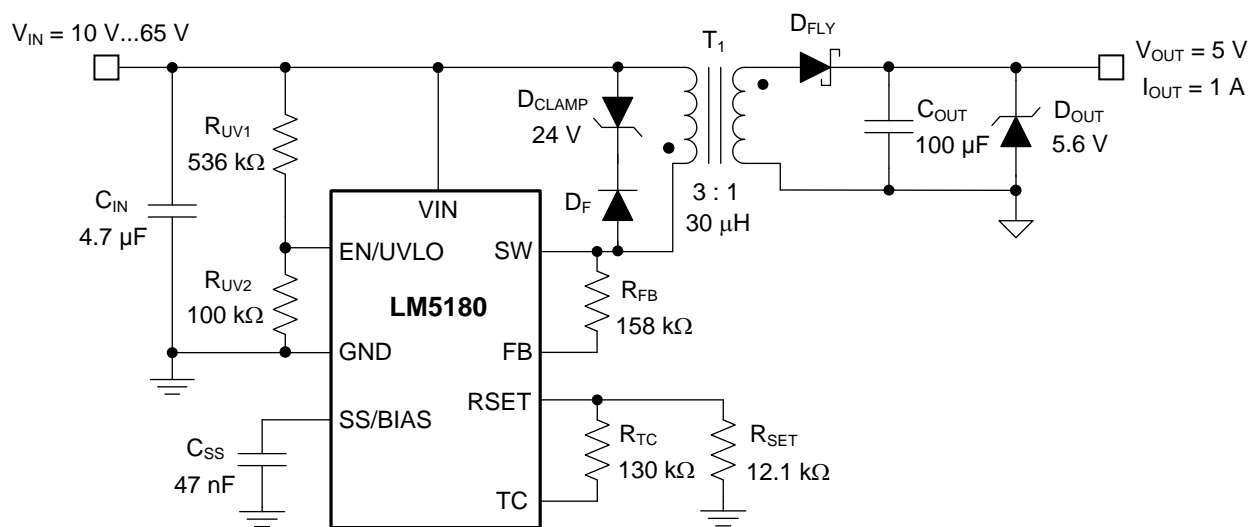 V_IN = 10 V...65 V
T₁
D_FLY
V_OUT = 5 V
I_OUT = 1 A
D_CLAMP
24 V
R_UV1
536 kΩ
C_OUT
100 µF
D_OUT
5.6 V
C_IN
4.7 µF
VIN
D_F
3 : 1
30 µH
EN/UVLO
SW
R_UV2
100 kΩ
LM5180
R_FB
158 kΩ
GND
FB
RSET
SS/BIAS
C_SS
47 nF
R_TC
130 kΩ
R_SET
12.1 kΩ
TC